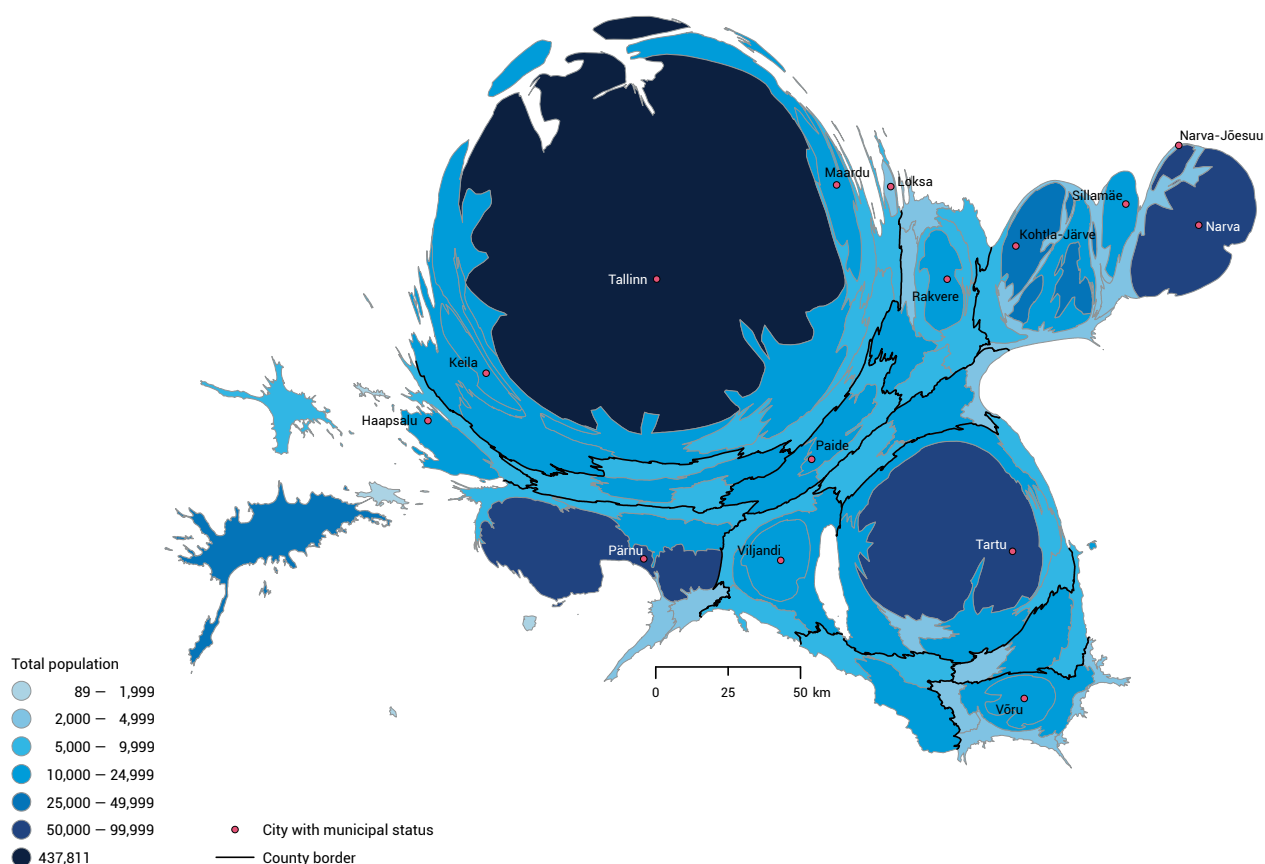 Narva-Jõesuu
Maardu
Loksa
Sillamäe
Narva
Kohtla-Järve
Tallinn
Rakvere
Keila
Haapsalu
Paide
Tartu
Pärnu
Viljandi
Võru
0 25 50 km
Total population
89 – 1,999
2,000 – 4,999
5,000 – 9,999
10,000 – 24,999
25,000 – 49,999
50,000 – 99,999
437,811
City with municipal status
County border